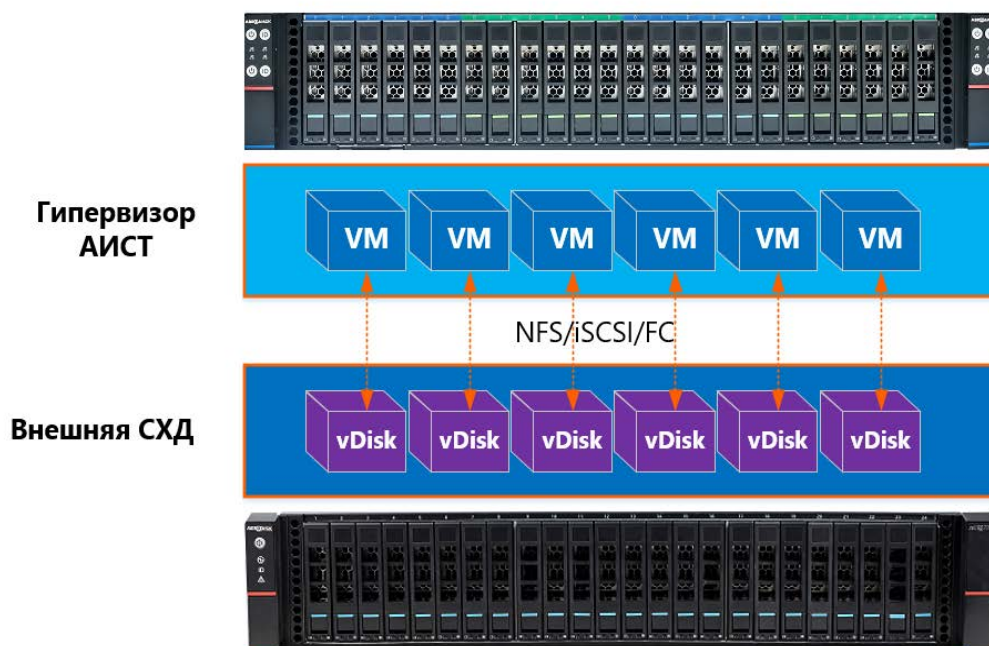 Гипервизор
АИСТ
VM VM VM VM VM VM
NFS/iSCSI/FC
Внешняя СХД
vDisk vDisk vDisk vDisk vDisk vDisk